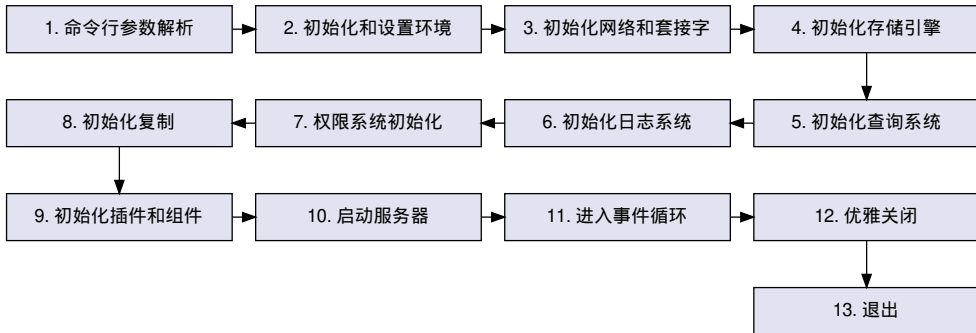 1. 命令行参数解析
2. 初始化和设置环境
3. 初始化网络和套接字
4. 初始化存储引擎
5. 初始化查询系统
6. 初始化日志系统
7. 权限系统初始化
8. 初始化复制
9. 初始化插件和组件
10. 启动服务器
11. 进入事件循环
12. 优雅关闭
13. 退出